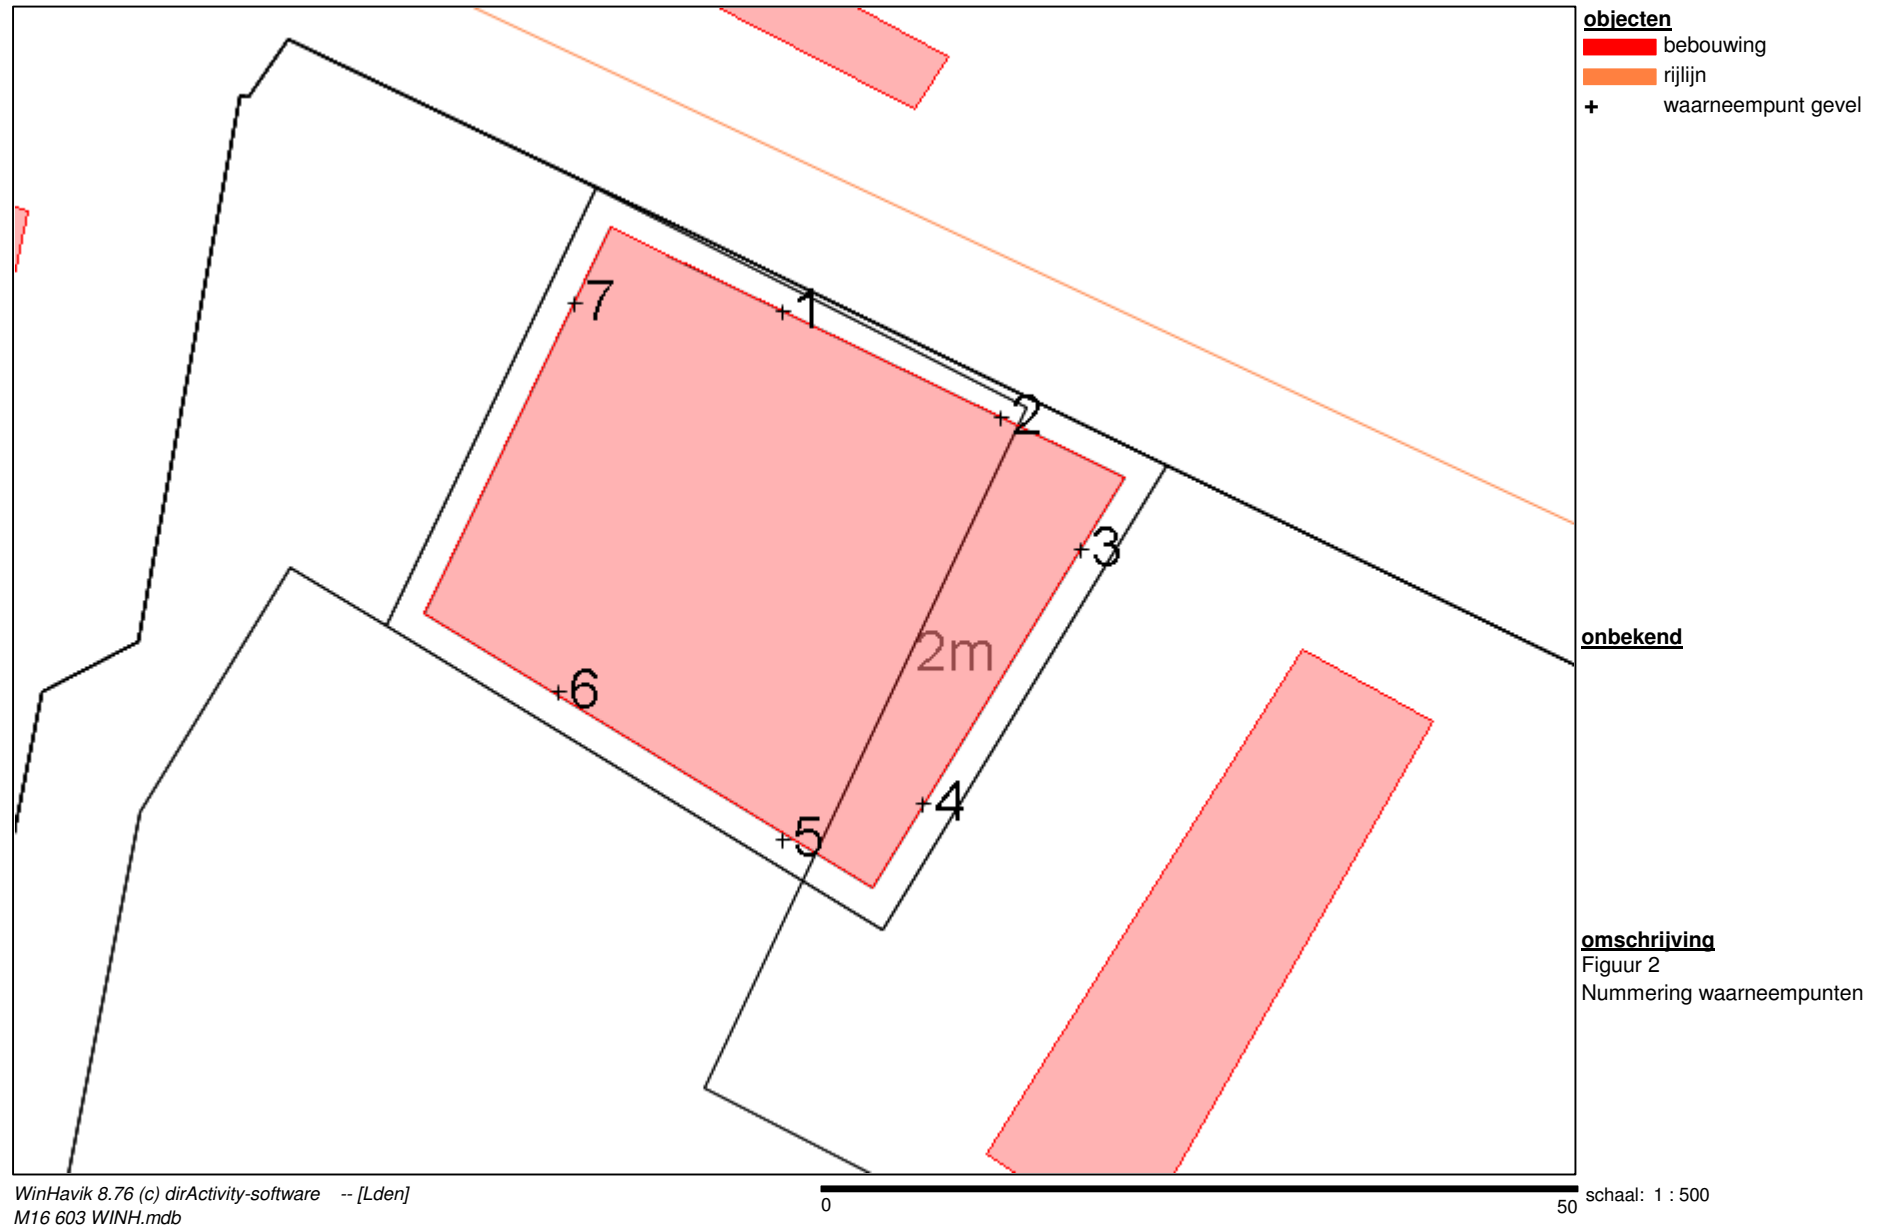 objecten
bebouwing
rijlijn
+ waarneempunt gevel
7
1
2
3
2m
6
4
5
onbekend
omschrijving
Figuur 2
Nummering waarneempunten
WinHavik 8.76 (c) dirActivity-software -- [Lden]
M16 603 WINH.mdb
0
50
schaal: 1 : 500